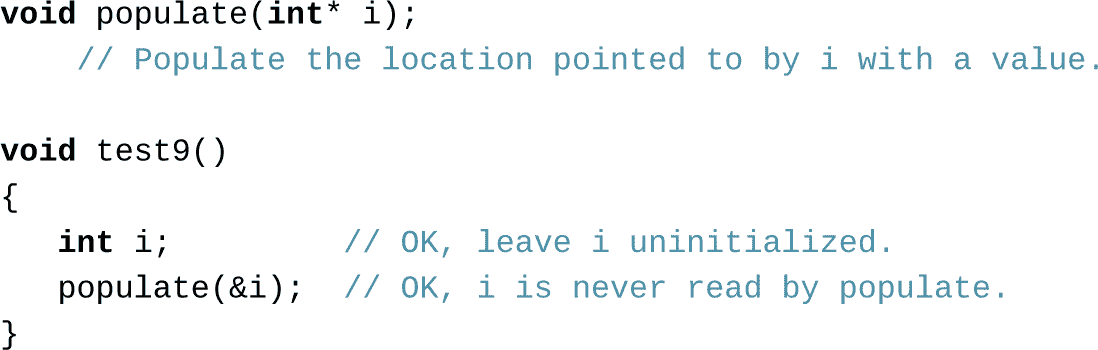 void populate(int* i);
    // Populate the location pointed to by i with a value.

void test9()
{
   int i;         // OK, leave i uninitialized.
   populate(&i);  // OK, i is never read by populate.
}